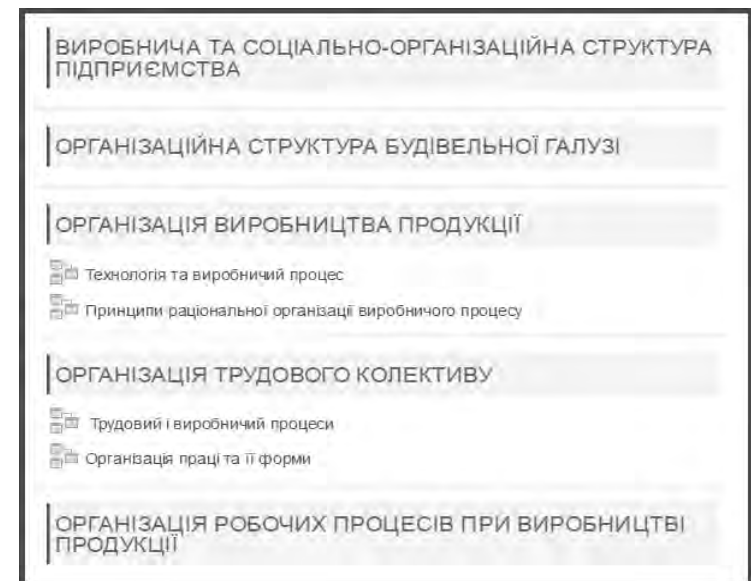 ВИРОБНИЧА ТА СОЦІАЛЬНО-ОРГАНІЗАЦІЙНА СТРУКТУРА
ПІДПРИЄМСТВА
ОРГАНІЗАЦІЙНА СТРУКТУРА БУДІВЕЛЬНОЇ ГАЛУЗІ
ОРГАНІЗАЦІЯ ВИРОБНИЦТВА ПРОДУКЦІЇ
Технологія та виробничий процес
Принципи раціональної організації виробничого процесу
ОРГАНІЗАЦІЯ ТРУДОВОГО КОЛЕКТИВУ
Трудовий і виробничий процеси
Організація праці та її форми
ОРГАНІЗАЦІЯ РОБОЧИХ ПРОЦЕСІВ ПРИ ВИРОБНИЦТВІ
ПРОДУКЦІЇ